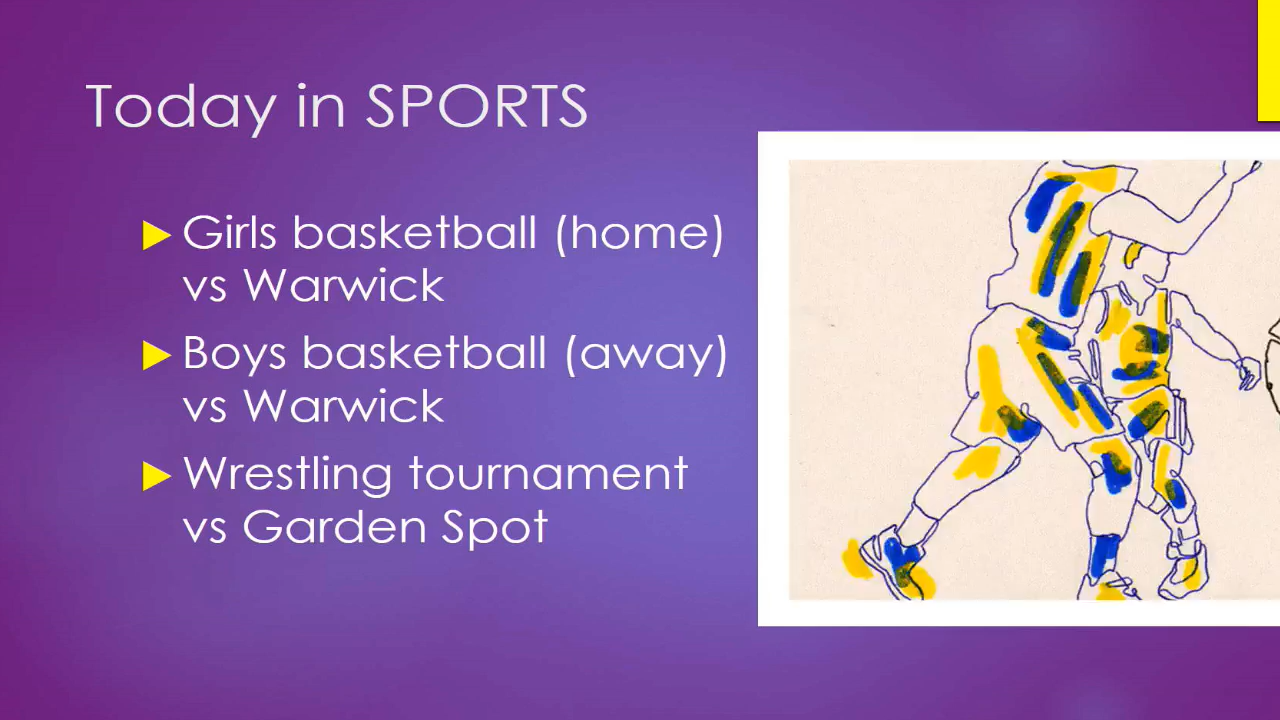 Today in SPORTS
Girls basketball (home)
vs Warwick
Boys basketball (away)
vs Warwick
Wrestling tournament
vs Garden Spot